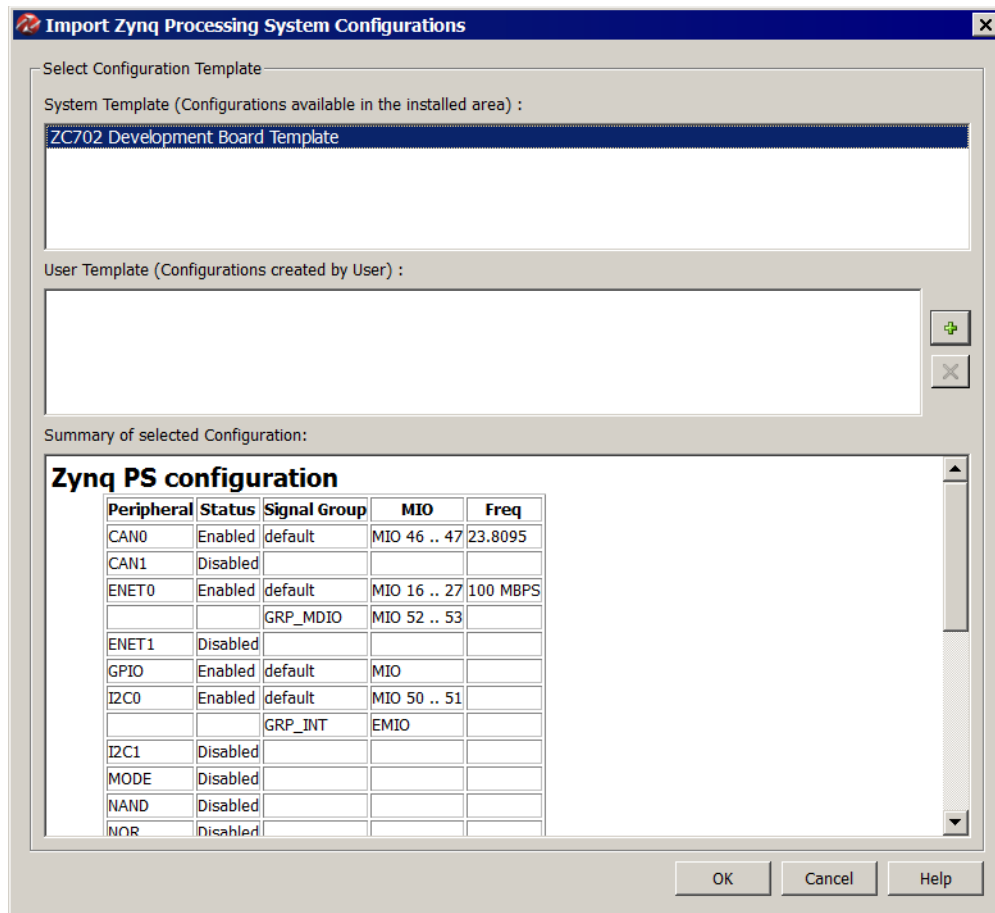 Import Zynq Processing System Configurations
Select Configuration Template
System Template (Configurations available in the installed area) :
ZC702 Development Board Template
User Template (Configurations created by User) :
Summary of selected Configuration:
Zynq PS configuration
Peripheral Status Signal Group MIO Freq
CAN0 Enabled default MIO 46 .. 47 23.8095
CAN1 Disabled
ENET0 Enabled default MIO 16 .. 27 100 MBPS
GRP_MDIO MIO 52 .. 53
ENET1 Disabled
GPIO Enabled default MIO
I2C0 Enabled default MIO 50 .. 51
GRP_INT EMIO
I2C1 Disabled
MODE Disabled
NAND Disabled
NOR Disabled
OK Cancel Help